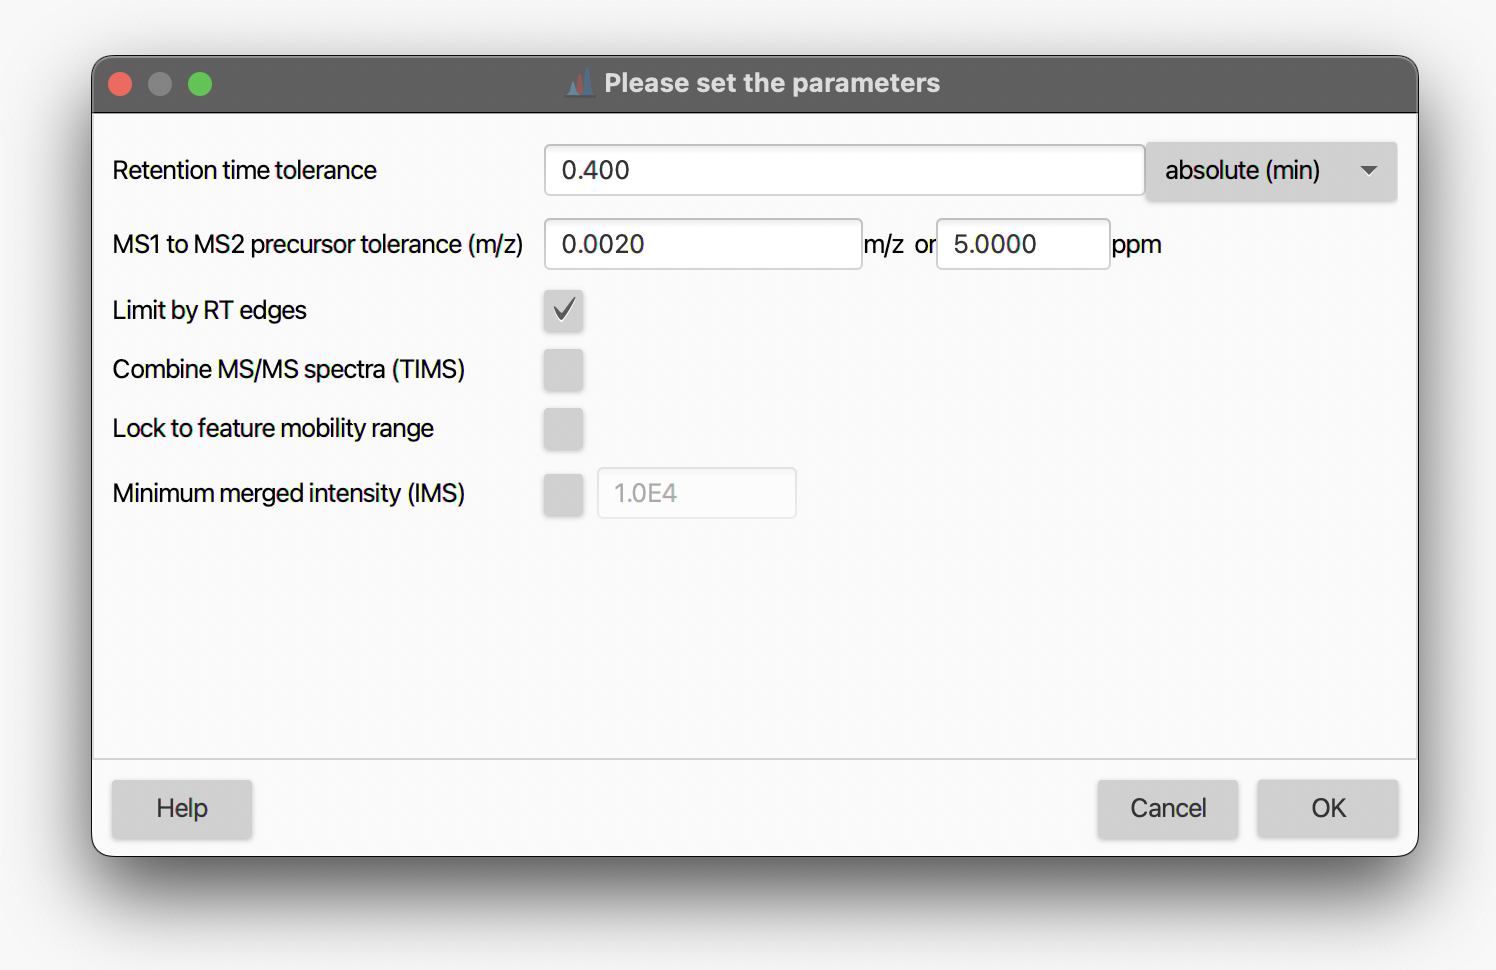 Please set the parameters
Retention time tolerance 0.400 absolute (min)
MS1 to MS2 precursor tolerance (m/z) 0.0020 m/z or 5.0000 ppm
Limit by RT edges
Combine MS/MS spectra (TIMS)
Lock to feature mobility range
Minimum merged intensity (IMS) 1.0E4
Help Cancel OK